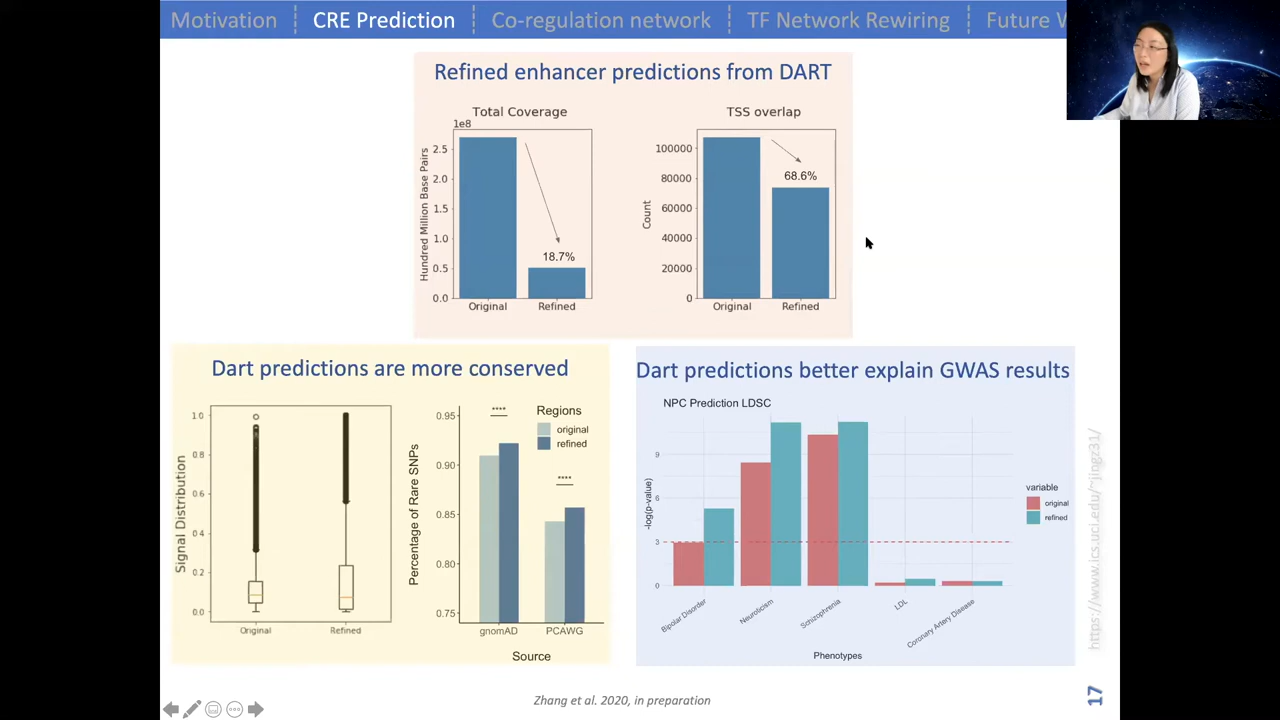 Motivation
CRE Prediction
Co-regulation network
TF Network Rewiring
Future W
Refined enhancer predictions from DART
Total Coverage
1e8
Hundred Million Base Pairs
2.5
2.0
1.5
1.0
0.5
0.0
18.7%
Original
Refined
TSS overlap
Count
100000
80000
60000
40000
20000
0
68.6%
Original
Refined
Dart predictions are more conserved
Signal Distribution
1.0
0.8
0.6
0.4
0.2
0.0
Original
Refined
Percentage of Rare SNPs
0.95
0.90
0.85
0.80
0.75
****
****
Regions
original
refined
gnomAD
PCAWG
Source
Dart predictions better explain GWAS results
NPC Prediction LDSC
-log(p-value)
9
6
3
0
variable
original
refined
Bipolar Disorder
Neuroticism
Schizophrenia
LDL
Coronary Artery Disease
Phenotypes
https://www.ics.uci.edu/~jingz31/
Zhang et al. 2020, in preparation
17